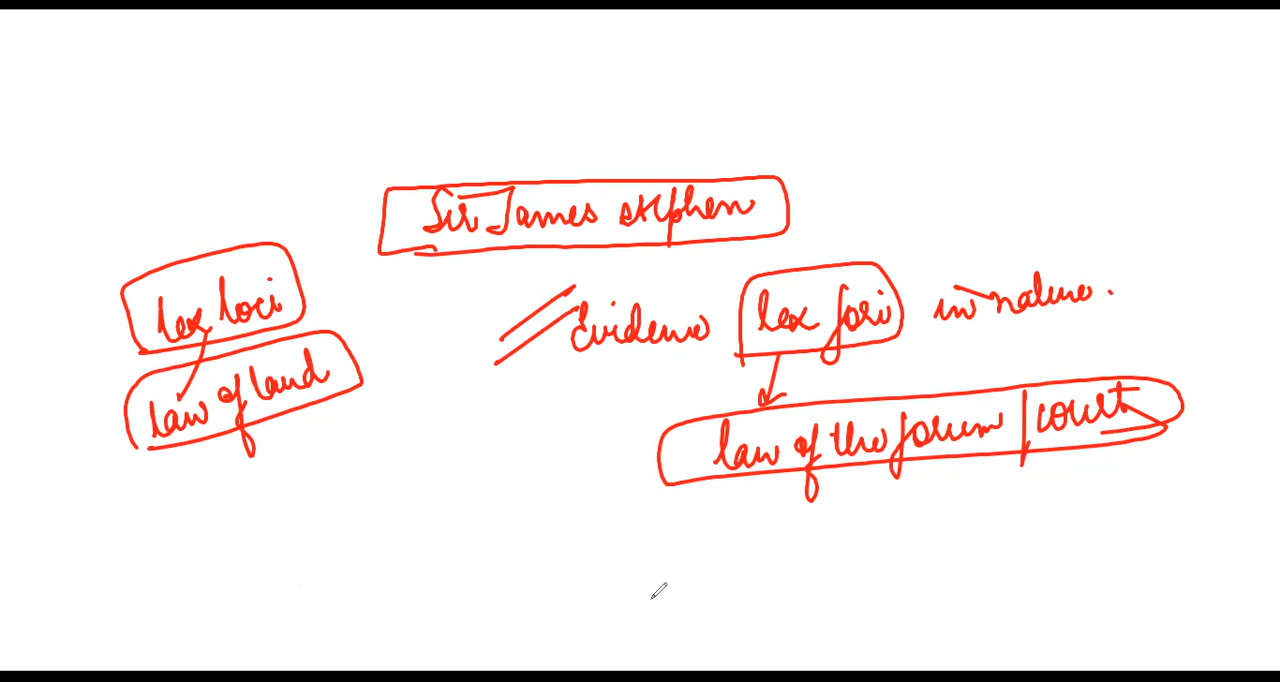 Sir James stephen
lex loci
law of land
Evidence lex fori in nature.
law of the forum | court